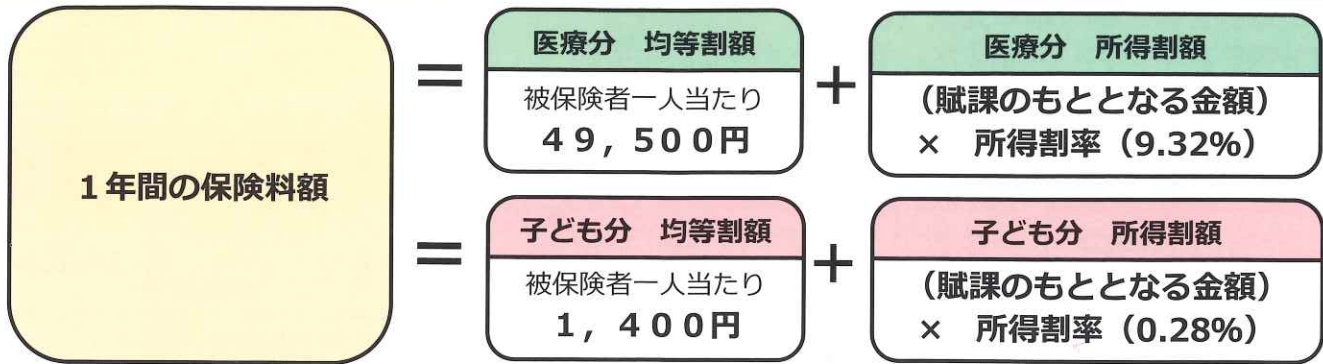 １年間の保険料額
＝
医療分　均等割額
被保険者一人当たり
４９，５００円
＋
医療分　所得割額
（賦課のもととなる金額）
×　所得割率（9.32%）
＝
子ども分　均等割額
被保険者一人当たり
１，４００円
＋
子ども分　所得割額
（賦課のもととなる金額）
×　所得割率（0.28%）